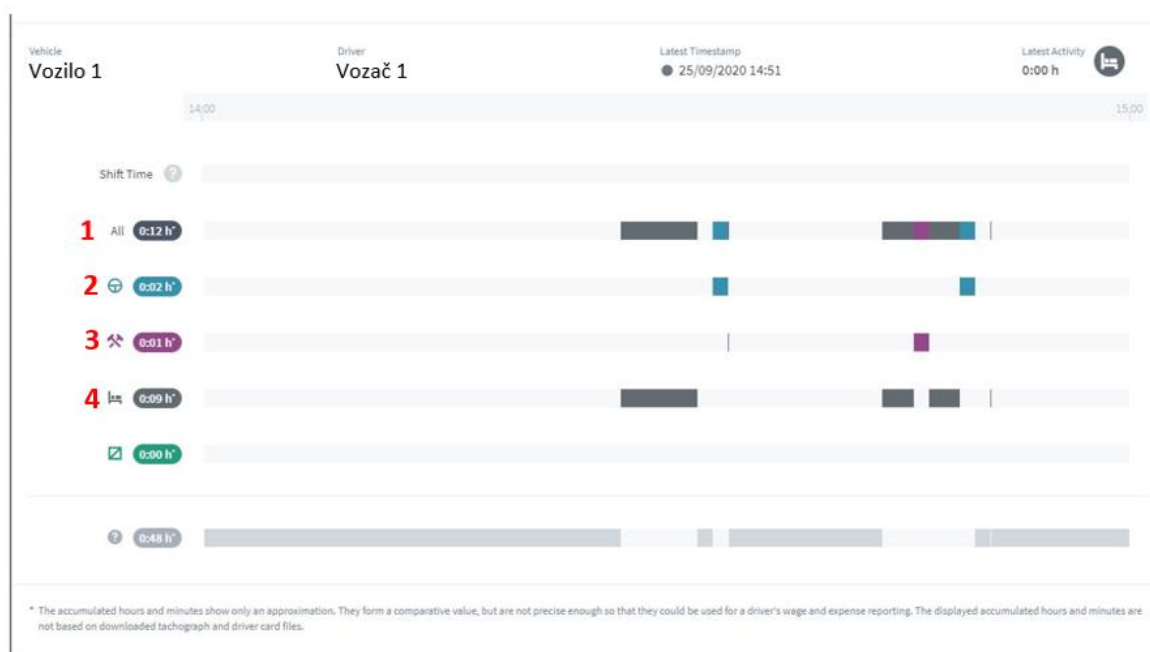 Vehicle
Vozilo 1
Driver
Vozač 1
Latest Timestamp
25/09/2020 14:51
Latest Activity
0:00 h
14:00
15:00
Shift Time ?
1 All 0:12 h*
2 0:02 h*
3 0:01 h*
4 0:09 h*
0:00 h*
? 0:48 h*
* The accumulated hours and minutes show only an approximation. They form a comparative value, but are not precise enough so that they could be used for a driver's wage and expense reporting. The displayed accumulated hours and minutes are
not based on downloaded tachograph and driver card files.